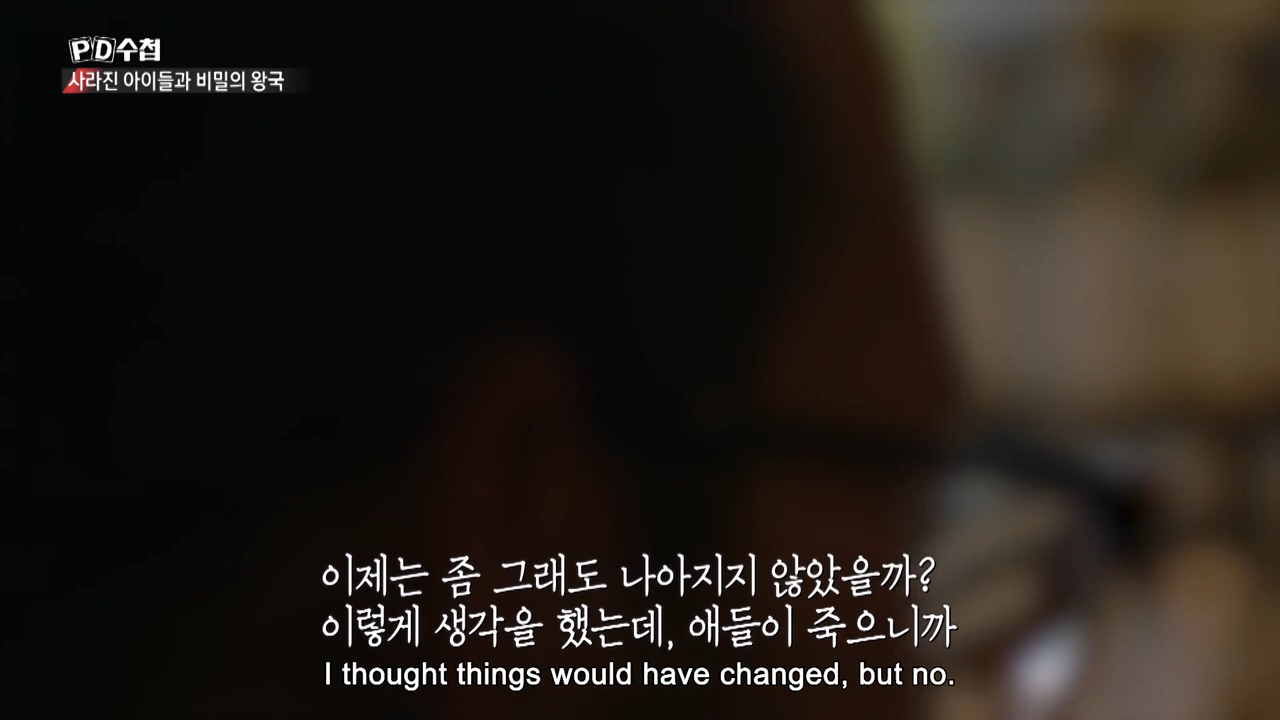 PD수첩
사라진 아이들과 비밀의 왕국
이제는 좀 그래도 나아지지 않았을까?
이렇게 생각을 했는데, 애들이 죽으니까
I thought things would have changed, but no.